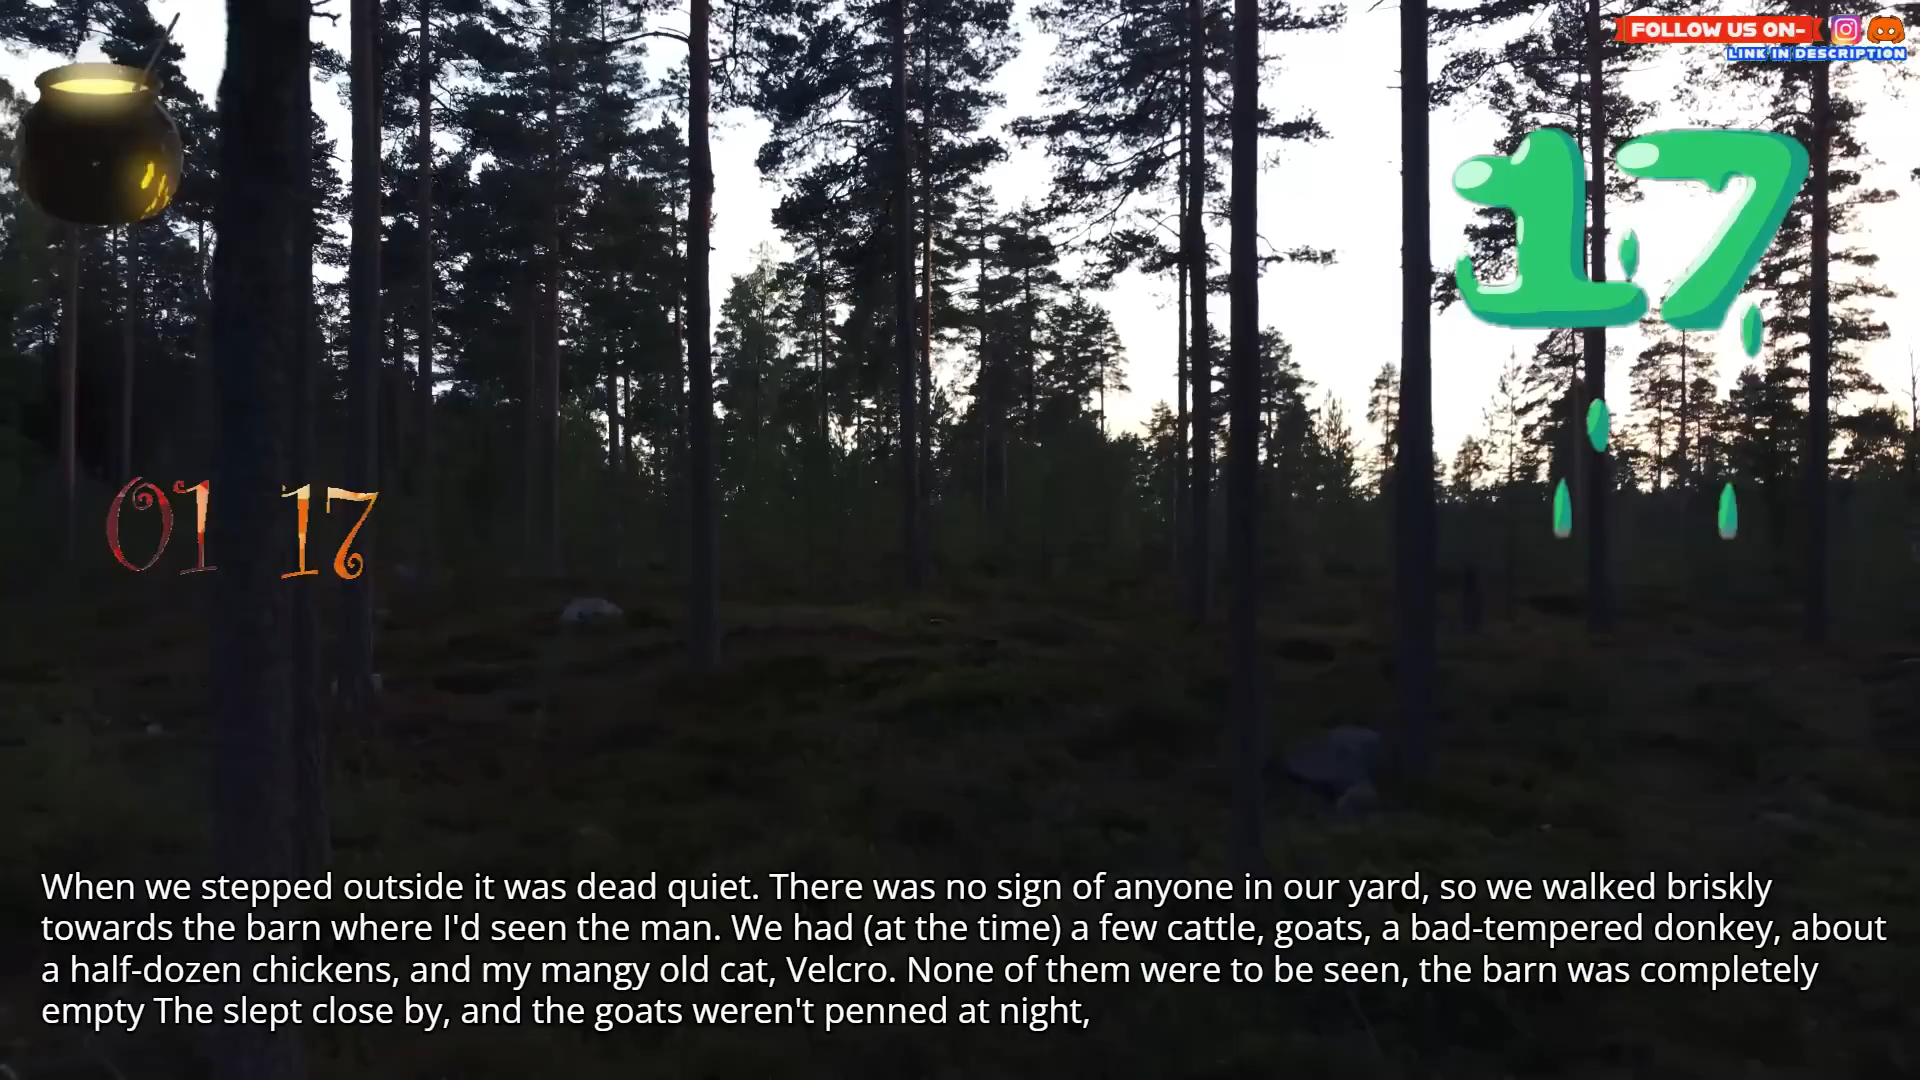 FOLLOW US ON-
LINK IN DESCRIPTION
17
01 17
When we stepped outside it was dead quiet. There was no sign of anyone in our yard, so we walked briskly
towards the barn where I'd seen the man. We had (at the time) a few cattle, goats, a bad-tempered donkey, about
a half-dozen chickens, and my mangy old cat, Velcro. None of them were to be seen, the barn was completely
empty The slept close by, and the goats weren't penned at night,